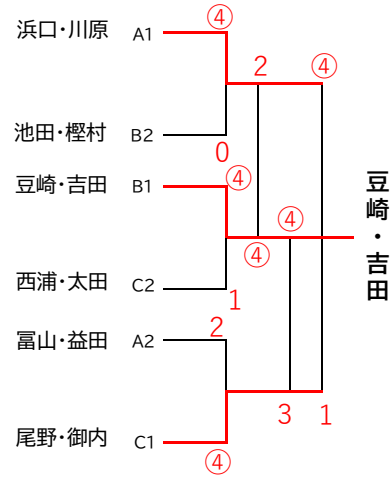 浜口・川原 A1 ④
2 ④
池田・樫村 B2
0
豆崎・吉田 B1 ④
④
豆崎・吉田
④
西浦・太田 C2
1
冨山・益田 A2 2
3 1
尾野・御内 C1
④